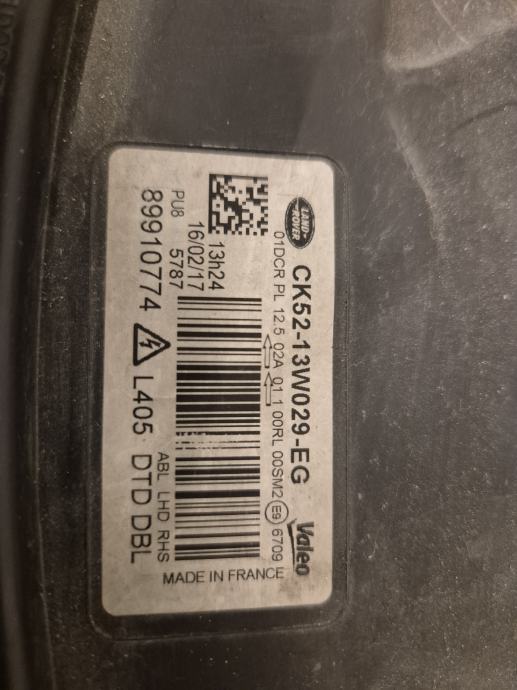 LAND-
ROVER
CK52-13W029-EG
Valeo
01DCR PL 12.5 02A 01 1 00RL 00SM2 E9 6709
13h24
16/02/17
5787
PU8
MADE IN FRANCE
ABL LHD RHS
89910774 L405 DTD DBL